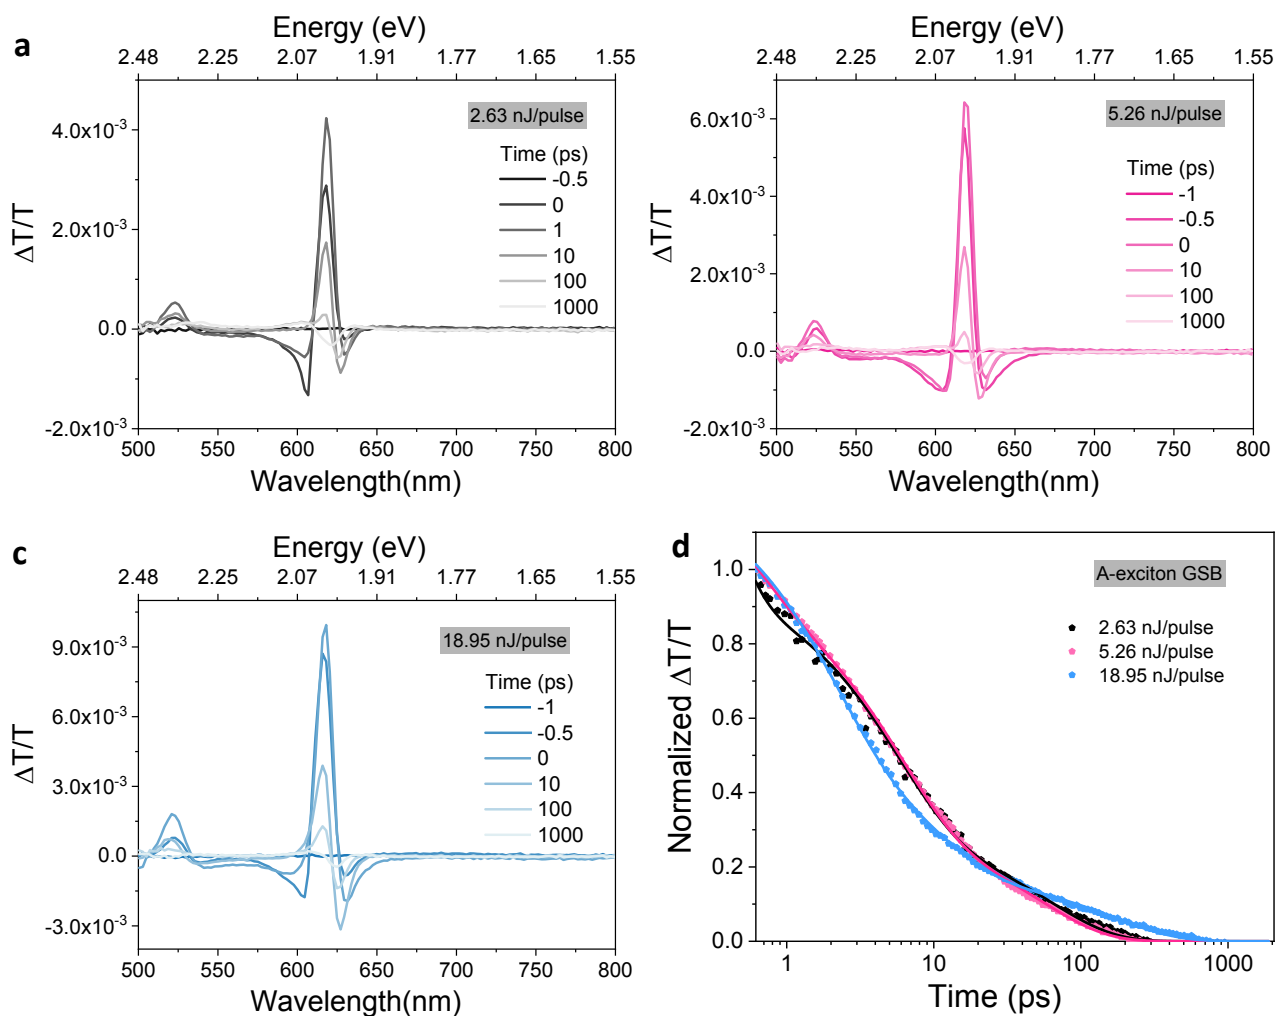 a
Energy (eV)
2.48 2.25 2.07 1.91 1.77 1.65 1.55
2.63 nJ/pulse
Time (ps)
-0.5
0
1
10
100
1000
4.0x10⁻³
2.0x10⁻³
0.0
-2.0x10⁻³
ΔT/T
500 550 600 650 700 750 800
Wavelength(nm)
Energy (eV)
2.48 2.25 2.07 1.91 1.77 1.65 1.55
5.26 nJ/pulse
Time (ps)
-1
-0.5
0
10
100
1000
6.0x10⁻³
4.0x10⁻³
2.0x10⁻³
0.0
-2.0x10⁻³
ΔT/T
500 550 600 650 700 750 800
Wavelength(nm)
c
Energy (eV)
2.48 2.25 2.07 1.91 1.77 1.65 1.55
18.95 nJ/pulse
Time (ps)
-1
-0.5
0
10
100
1000
9.0x10⁻³
6.0x10⁻³
3.0x10⁻³
0.0
-3.0x10⁻³
ΔT/T
500 550 600 650 700 750 800
Wavelength(nm)
d
A-exciton GSB
2.63 nJ/pulse
5.26 nJ/pulse
18.95 nJ/pulse
1.0
0.8
0.6
0.4
0.2
0.0
Normalized ΔT/T
1 10 100 1000
Time (ps)